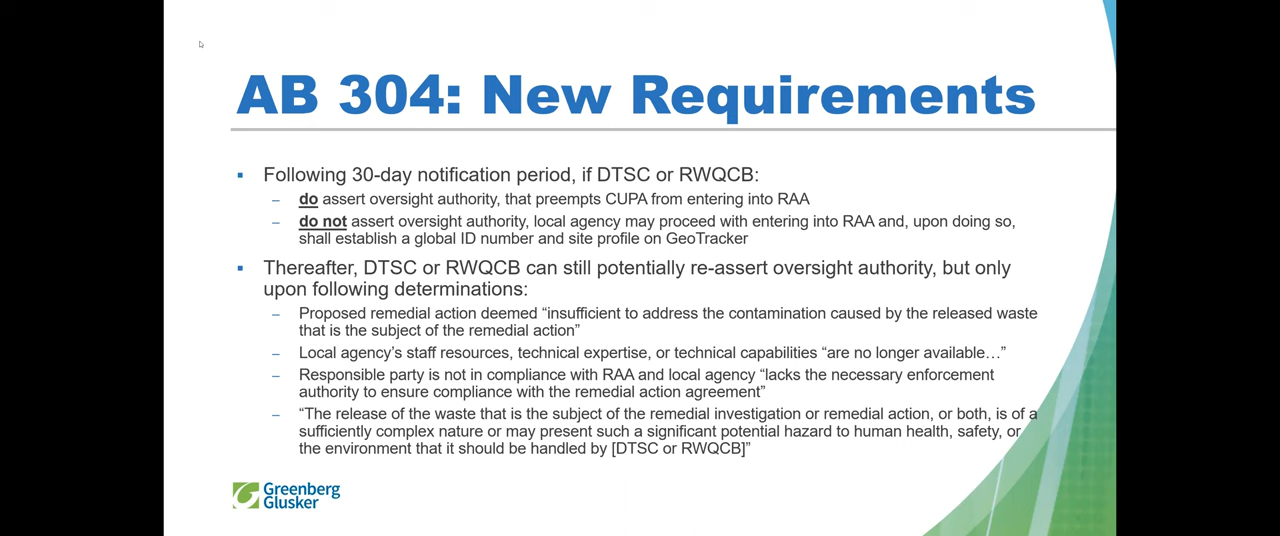 AB 304: New Requirements
▪ Following 30-day notification period, if DTSC or RWQCB:
– do assert oversight authority, that preempts CUPA from entering into RAA
– do not assert oversight authority, local agency may proceed with entering into RAA and, upon doing so,
shall establish a global ID number and site profile on GeoTracker
▪ Thereafter, DTSC or RWQCB can still potentially re-assert oversight authority, but only
upon following determinations:
– Proposed remedial action deemed “insufficient to address the contamination caused by the released waste
that is the subject of the remedial action”
– Local agency’s staff resources, technical expertise, or technical capabilities “are no longer available…”
– Responsible party is not in compliance with RAA and local agency “lacks the necessary enforcement
authority to ensure compliance with the remedial action agreement”
– “The release of the waste that is the subject of the remedial investigation or remedial action, or both, is of a
sufficiently complex nature or may present such a significant potential hazard to human health, safety, or
the environment that it should be handled by [DTSC or RWQCB]”
Greenberg
Glusker